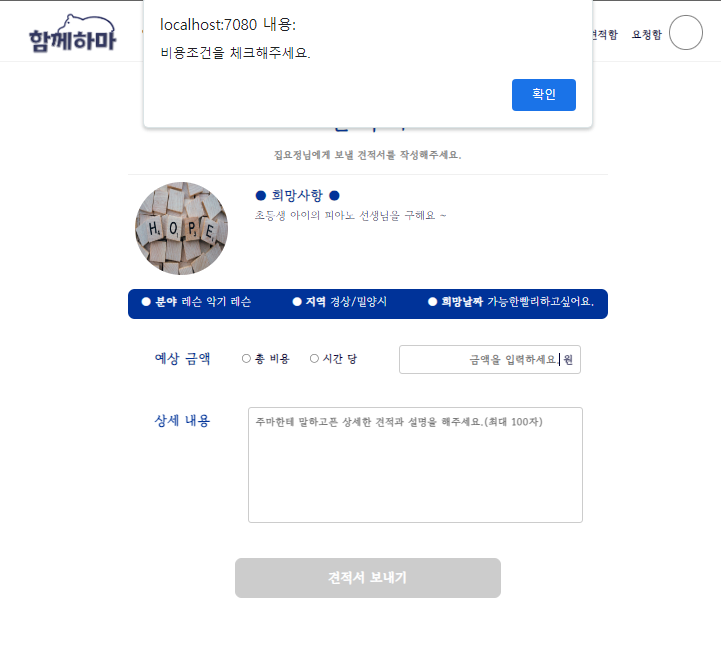 localhost:7080 내용:
비용조건을 체크해주세요.
확인
함께하마
견적함 요청함
집요정님에게 보낼 견적서를 작성해주세요.
HOPE
● 희망사항 ●
초등생 아이의 피아노 선생님을 구해요 ~
● 분야 레슨 악기 레슨 ● 지역 경상/밀양시 ● 희망날짜 가능한빨리하고싶어요.
예상 금액 총 비용 시간 당 금액을 입력하세요. 원
상세 내용 주마한테 말하고픈 상세한 견적과 설명을 해주세요.(최대 100자)
견적서 보내기